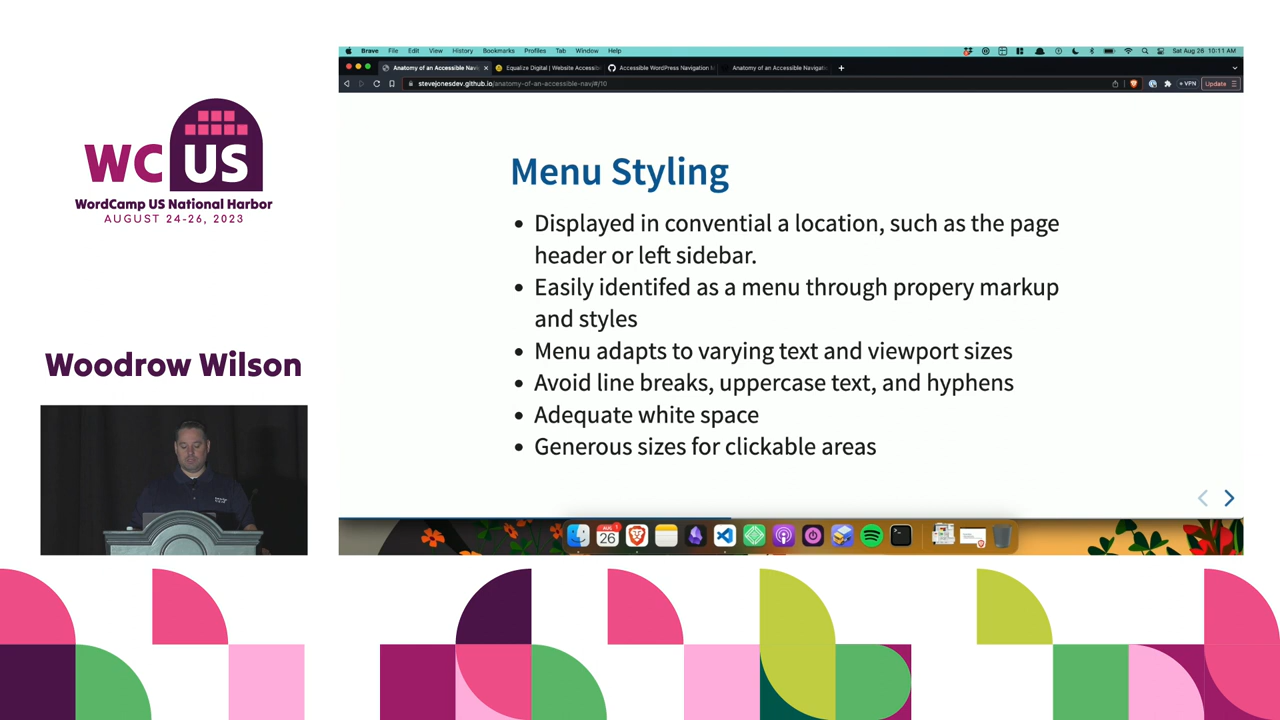 Brave File Edit View History Bookmarks Profiles Tab Window Help
Sat Aug 26 10:11 AM
Anatomy of an Accessible Nav
Equalize Digital | Website Accessib
Accessible WordPress Navigation
Anatomy of an Accessible Navigat
stevejonesdev.github.io/anatomy-of-an-accessible-nav/#/10
VPN
Update
WC US
WordCamp US National Harbor
AUGUST 24-26, 2023
Menu Styling
• Displayed in convential a location, such as the page
header or left sidebar.
• Easily identifed as a menu through propery markup
and styles
• Menu adapts to varying text and viewport sizes
• Avoid line breaks, uppercase text, and hyphens
• Adequate white space
• Generous sizes for clickable areas
Woodrow Wilson
AUG
26